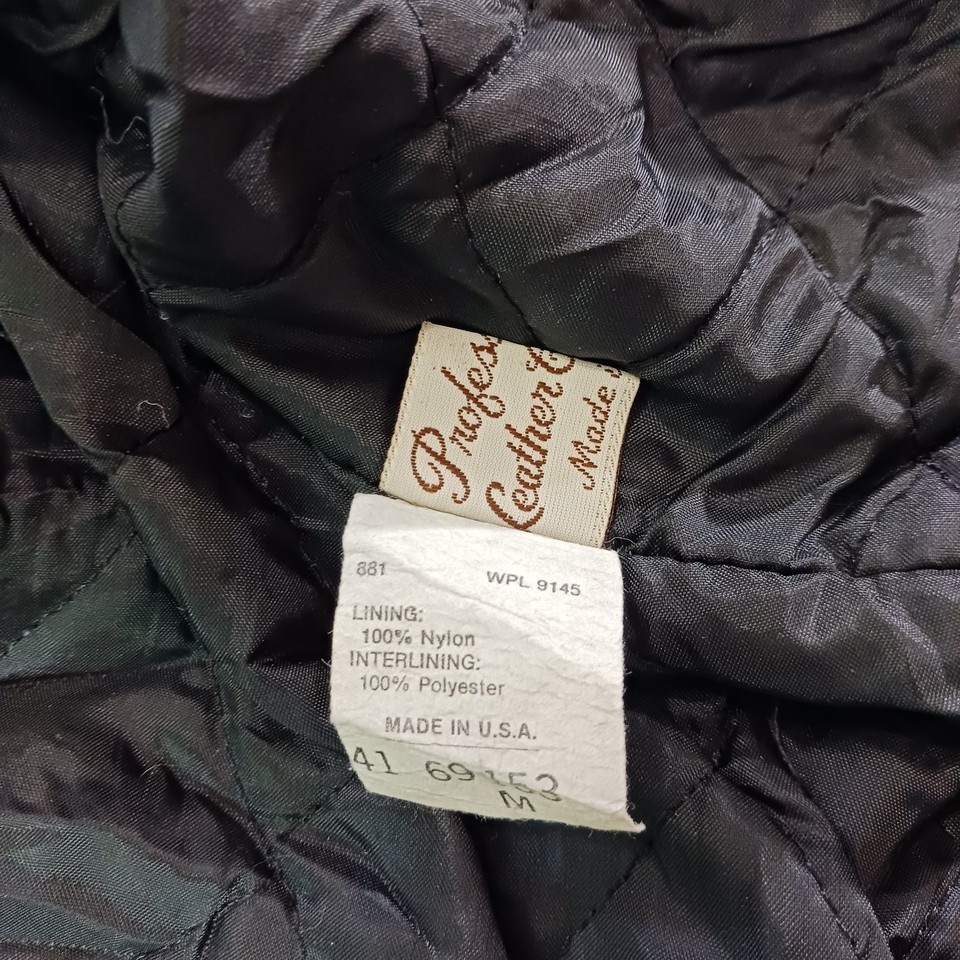 Profes
Leather C
Made
881 WPL 9145
LINING:
100% Nylon
INTERLINING:
100% Polyester
MADE IN U.S.A.
41 69153
M